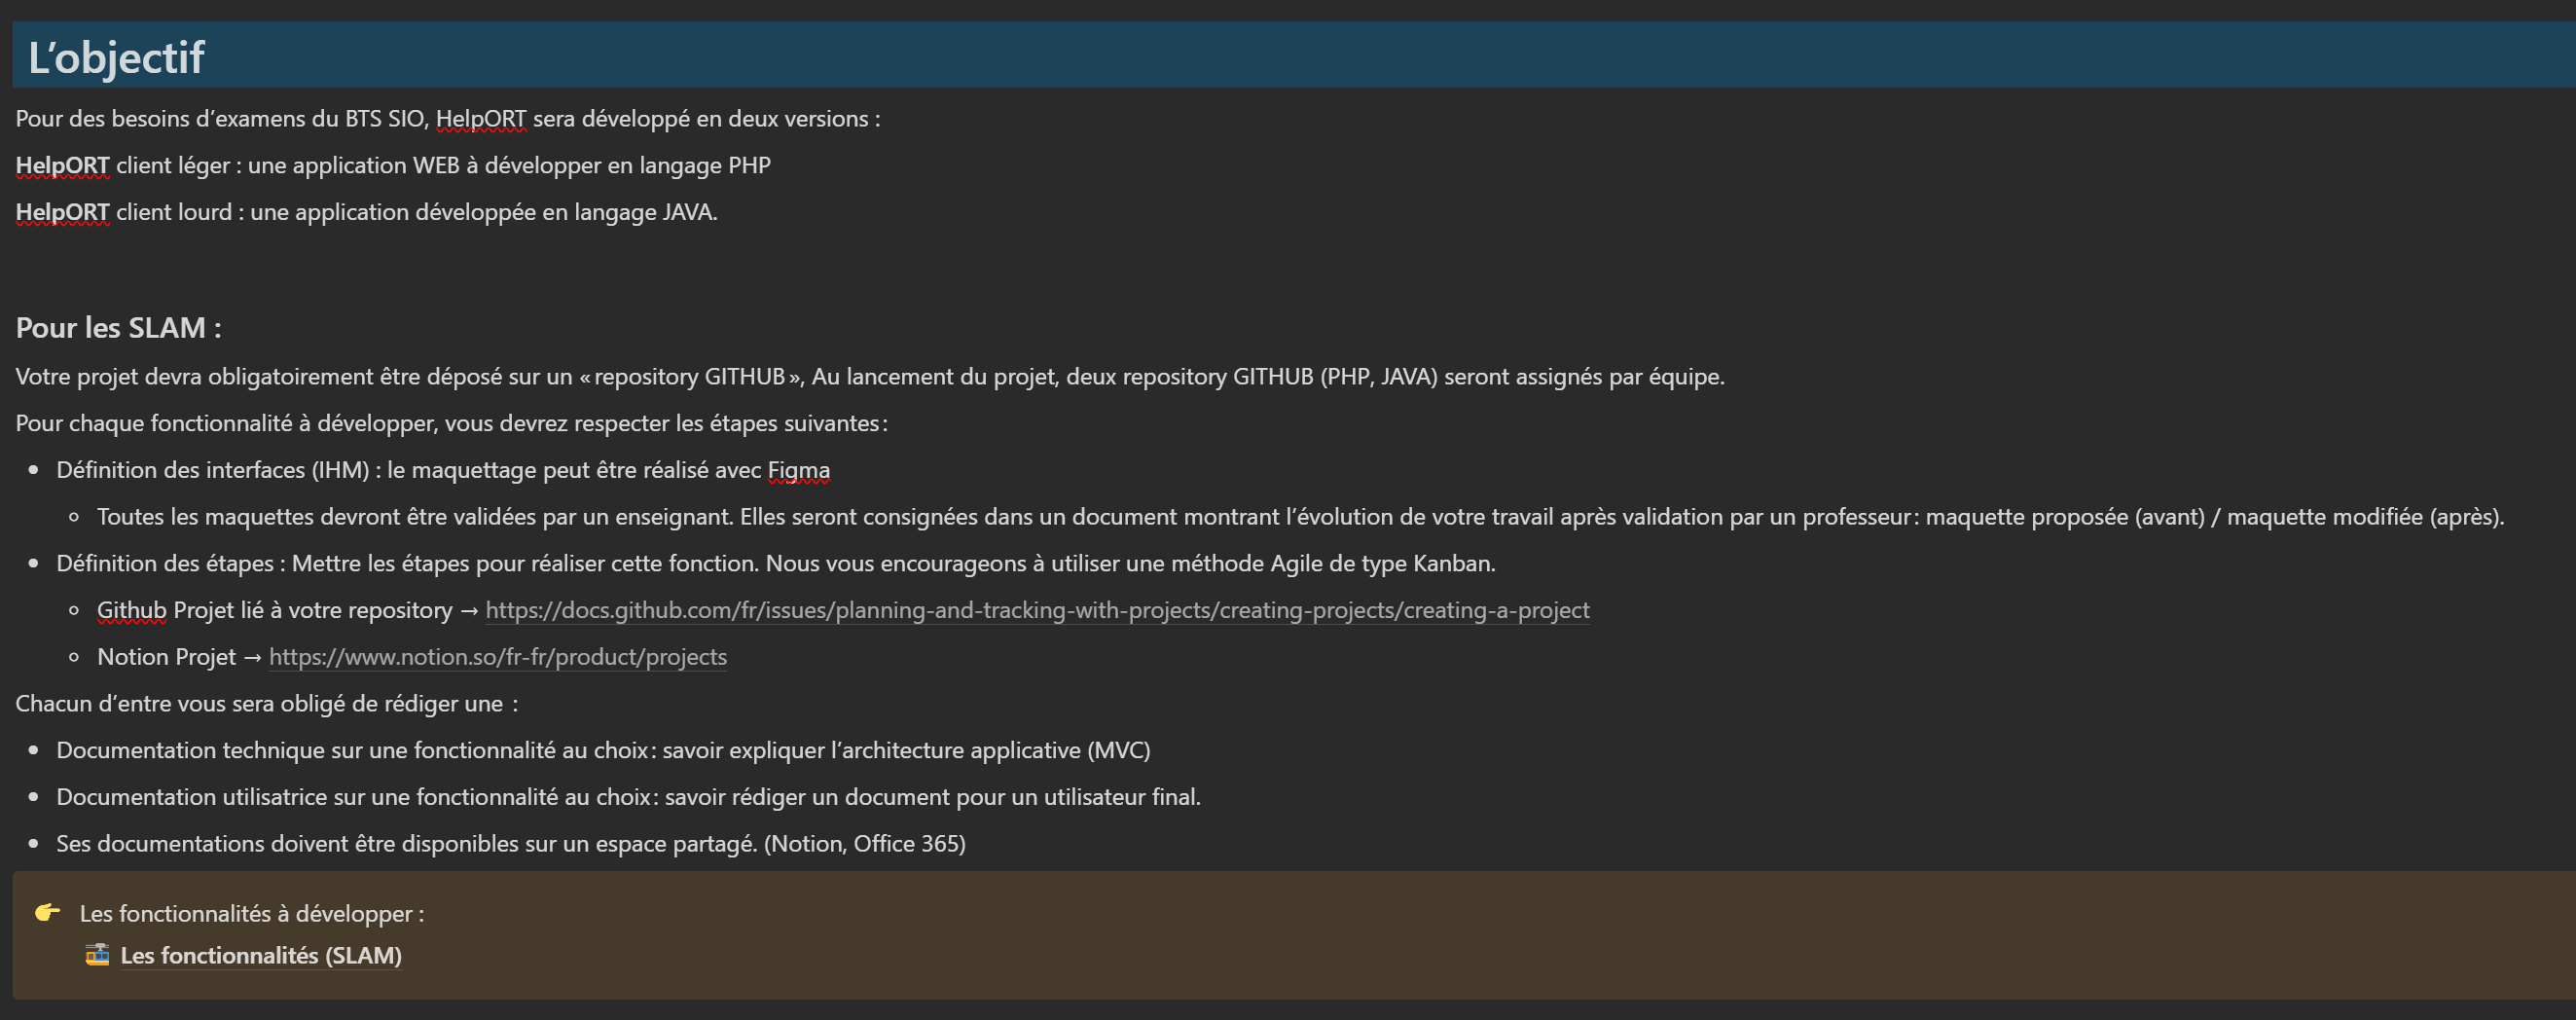 L’objectif
Pour des besoins d’examens du BTS SIO, HelpORT sera développé en deux versions :
HelpORT client léger : une application WEB à développer en langage PHP
HelpORT client lourd : une application développée en langage JAVA.
Pour les SLAM :
Votre projet devra obligatoirement être déposé sur un « repository GITHUB », Au lancement du projet, deux repository GITHUB (PHP, JAVA) seront assignés par équipe.
Pour chaque fonctionnalité à développer, vous devrez respecter les étapes suivantes :
• Définition des interfaces (IHM) : le maquettage peut être réalisé avec Figma
◦ Toutes les maquettes devront être validées par un enseignant. Elles seront consignées dans un document montrant l’évolution de votre travail après validation par un professeur : maquette proposée (avant) / maquette modifiée (après).
• Définition des étapes : Mettre les étapes pour réaliser cette fonction. Nous vous encourageons à utiliser une méthode Agile de type Kanban.
◦ Github Projet lié à votre repository → https://docs.github.com/fr/issues/planning-and-tracking-with-projects/creating-projects/creating-a-project
◦ Notion Projet → https://www.notion.so/fr-fr/product/projects
Chacun d’entre vous sera obligé de rédiger une :
• Documentation technique sur une fonctionnalité au choix : savoir expliquer l’architecture applicative (MVC)
• Documentation utilisatrice sur une fonctionnalité au choix : savoir rédiger un document pour un utilisateur final.
• Ses documentations doivent être disponibles sur un espace partagé. (Notion, Office 365)
👉 Les fonctionnalités à développer :
🚡 Les fonctionnalités (SLAM)